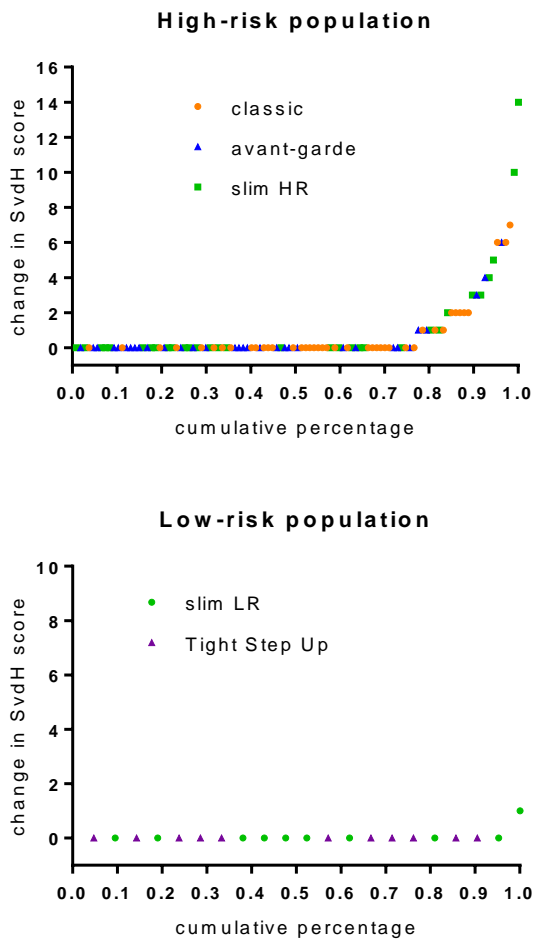 High-risk population
16
14
12
10
8
6
4
2
0
change in SvdH score
classic
avant-garde
slim HR
0.0 0.1 0.2 0.3 0.4 0.5 0.6 0.7 0.8 0.9 1.0
cumulative percentage
Low-risk population
10
8
6
4
2
0
change in SvdH score
slim LR
Tight Step Up
0.0 0.1 0.2 0.3 0.4 0.5 0.6 0.7 0.8 0.9 1.0
cumulative percentage